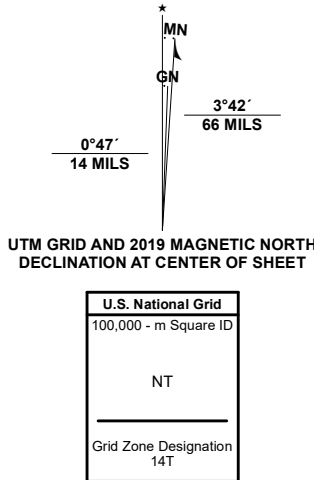 ★
MN
GN
3°42´
66 MILS
0°47´
14 MILS
UTM GRID AND 2019 MAGNETIC NORTH
DECLINATION AT CENTER OF SHEET
U.S. National Grid
100,000 - m Square ID
NT
Grid Zone Designation
14T